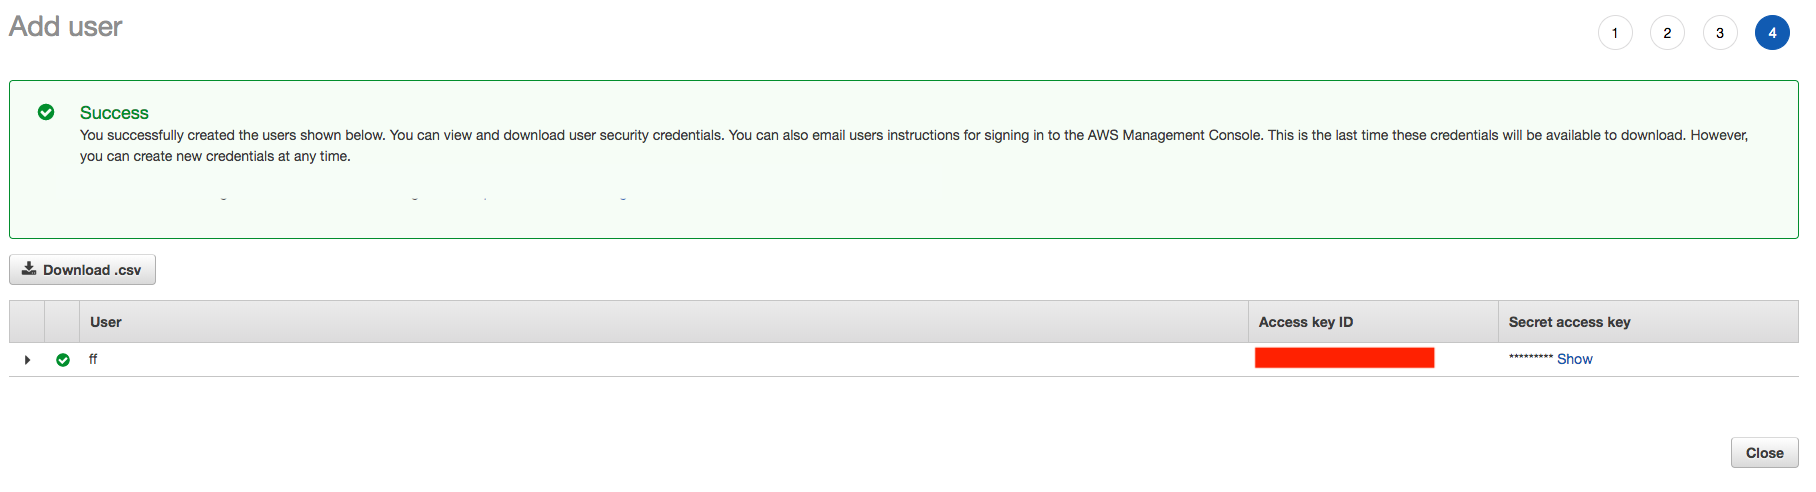 Add user
1 2 3 4
Success
You successfully created the users shown below. You can view and download user security credentials. You can also email users instructions for signing in to the AWS Management Console. This is the last time these credentials will be available to download. However,
you can create new credentials at any time.
Download .csv
User Access key ID Secret access key
ff ********* Show
Close